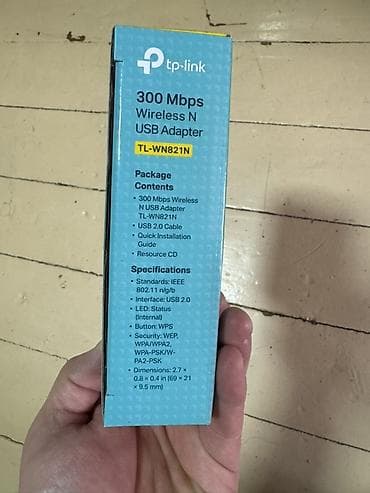 tp-link
300 Mbps
Wireless N
USB Adapter
TL-WN821N
Package
Contents
• 300 Mbps Wireless
N USB Adapter
TL-WN821N
• USB 2.0 Cable
• Quick Installation
Guide
• Resource CD
Specifications
• Standards: IEEE
802.11 n/g/b
• Interface: USB 2.0
• LED: Status
(Internal)
• Button: WPS
• Security: WEP,
WPA/WPA2,
WPA-PSK/W-
PA2-PSK
• Dimensions: 2.7 ×
0.8 × 0.4 in (69 × 21
× 9.5 mm)